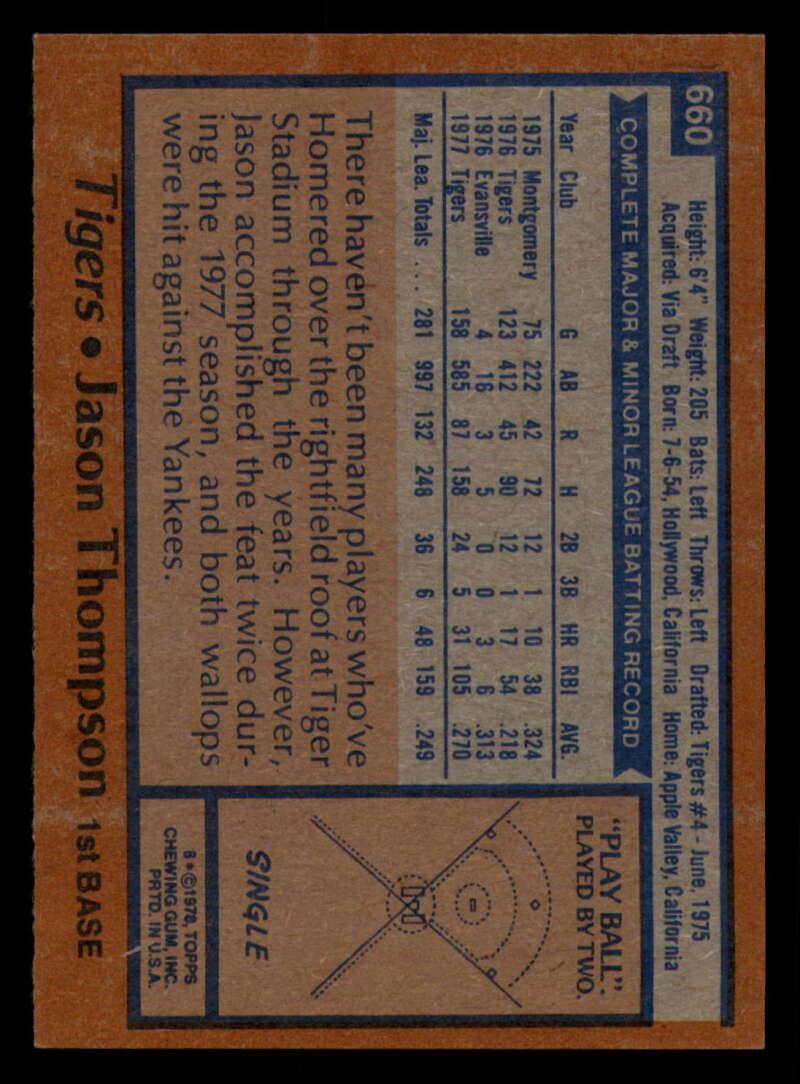 660
Height: 6'4" Weight: 205 Bats: Left Throws: Left Drafted: Tigers #4 - June, 1975
Acquired: Via Draft Born: 7-6-54, Hollywood, California Home: Apple Valley, California
COMPLETE MAJOR & MINOR LEAGUE BATTING RECORD
Year Club G AB R H 2B 3B HR RBI AVG.
1975 Montgomery 75 222 42 72 12 1 10 38 .324
1976 Tigers 123 412 45 90 12 1 17 54 .218
1976 Evansville 4 16 3 5 0 0 3 6 .313
1977 Tigers 158 585 87 158 24 5 31 105 .270
Maj. Lea. Totals .... 281 997 132 248 36 6 48 159 .249
There haven't been many players who've
Homered over the rightfield roof at Tiger
Stadium through the years. However,
Jason accomplished the feat twice dur-
ing the 1977 season, and both wallops
were hit against the Yankees.
"PLAY BALL":
PLAYED BY TWO.
SINGLE
Tigers • Jason Thompson 1st BASE
B * © 1978, TOPPS
CHEWING GUM, INC.
PRTD. IN U.S.A.